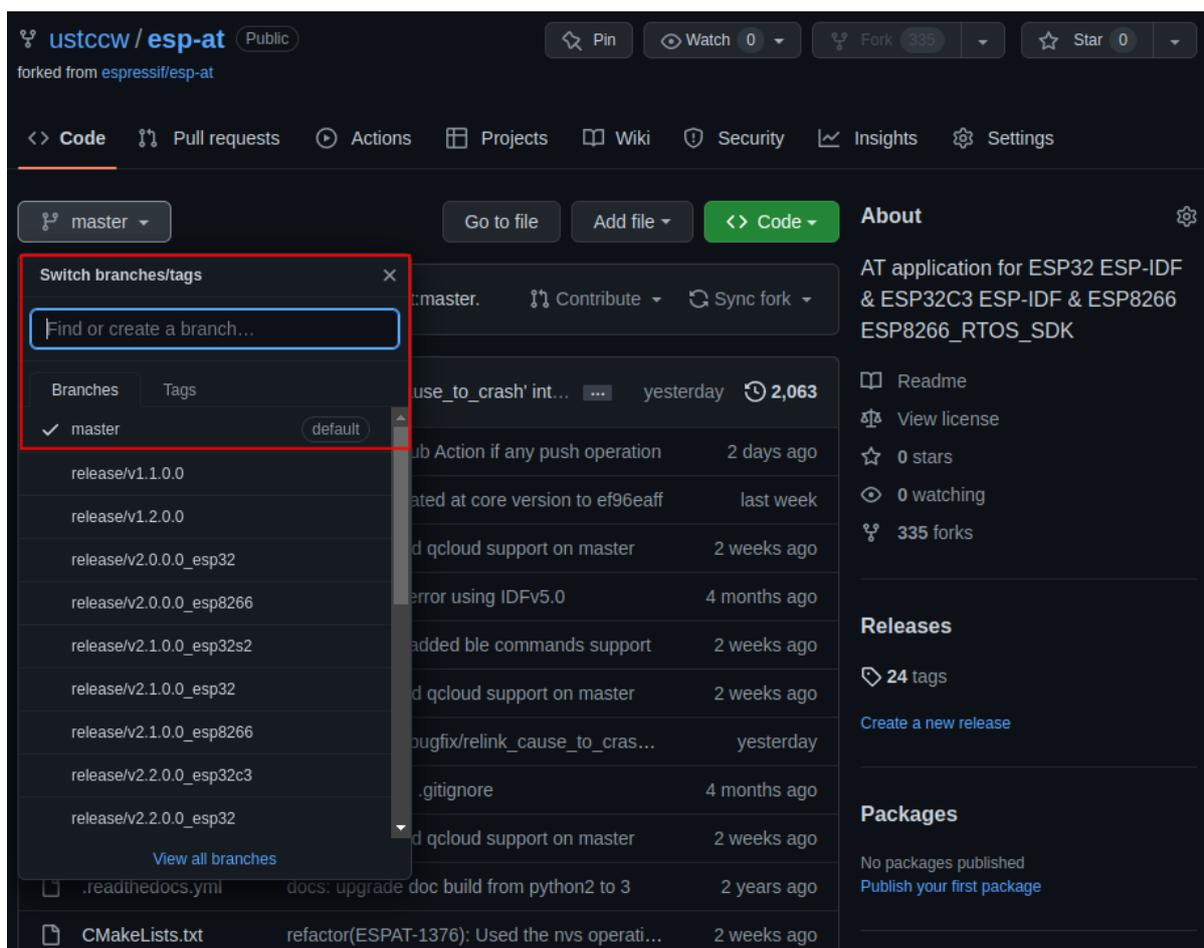 ustccw / esp-at Public
Pin
Watch 0
Fork 335
Star 0
forked from espressif/esp-at
Code
Pull requests
Actions
Projects
Wiki
Security
Insights
Settings
master
Go to file
Add file
Code
Switch branches/tags
Find or create a branch…
Branches
Tags
master default
release/v1.1.0.0
release/v1.2.0.0
release/v2.0.0.0_esp32
release/v2.0.0.0_esp8266
release/v2.1.0.0_esp32s2
release/v2.1.0.0_esp32
release/v2.1.0.0_esp8266
release/v2.2.0.0_esp32c3
release/v2.2.0.0_esp32
View all branches
t:master.
Contribute
Sync fork
use_to_crash' int… ... yesterday 2,063
ub Action if any push operation 2 days ago
ated at core version to ef96eaff last week
d qcloud support on master 2 weeks ago
error using IDFv5.0 4 months ago
added ble commands support 2 weeks ago
d qcloud support on master 2 weeks ago
bugfix/relink_cause_to_cras… yesterday
.gitignore 4 months ago
d qcloud support on master 2 weeks ago
.readthedocs.yml docs: upgrade doc build from python2 to 3 2 years ago
CMakeLists.txt refactor(ESPAT-1376): Used the nvs operati… 2 weeks ago
About
AT application for ESP32 ESP-IDF
& ESP32C3 ESP-IDF & ESP8266
ESP8266_RTOS_SDK
Readme
View license
0 stars
0 watching
335 forks
Releases
24 tags
Create a new release
Packages
No packages published
Publish your first package